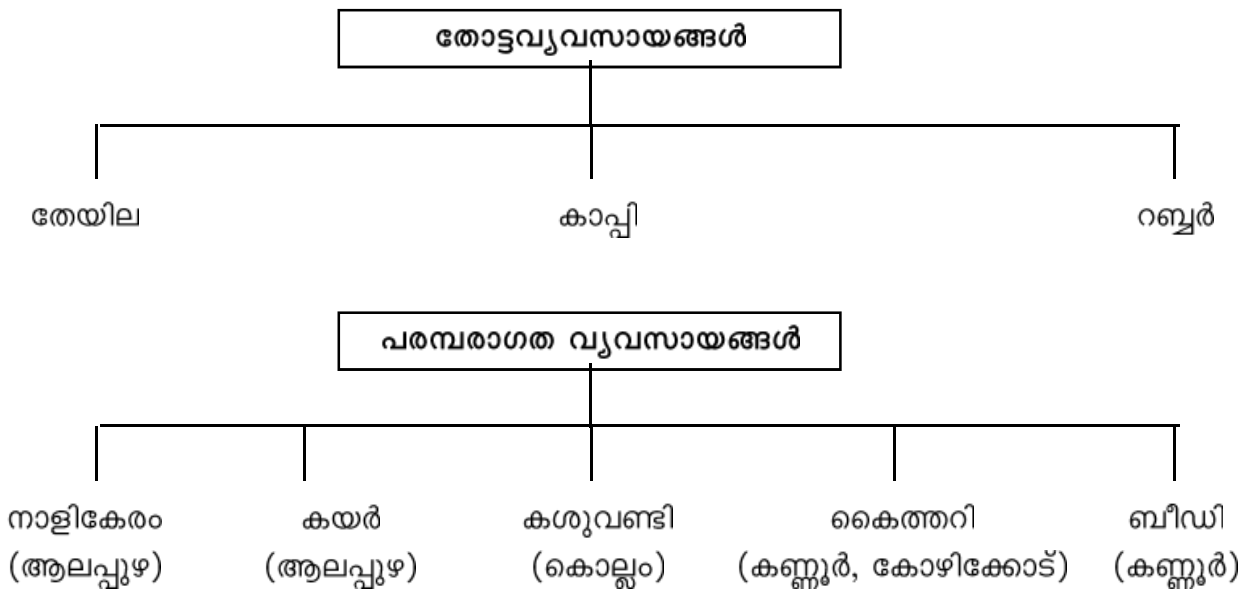 തോട്ടവ്യവസായങ്ങൾ
തേയില കാപ്പി റബ്ബർ
പരമ്പരാഗത വ്യവസായങ്ങൾ
നാളികേരം കയർ കശുവണ്ടി കൈത്തറി ബീഡി
(ആലപ്പുഴ) (ആലപ്പുഴ) (കൊല്ലം) (കണ്ണൂർ, കോഴിക്കോട്) (കണ്ണൂർ)